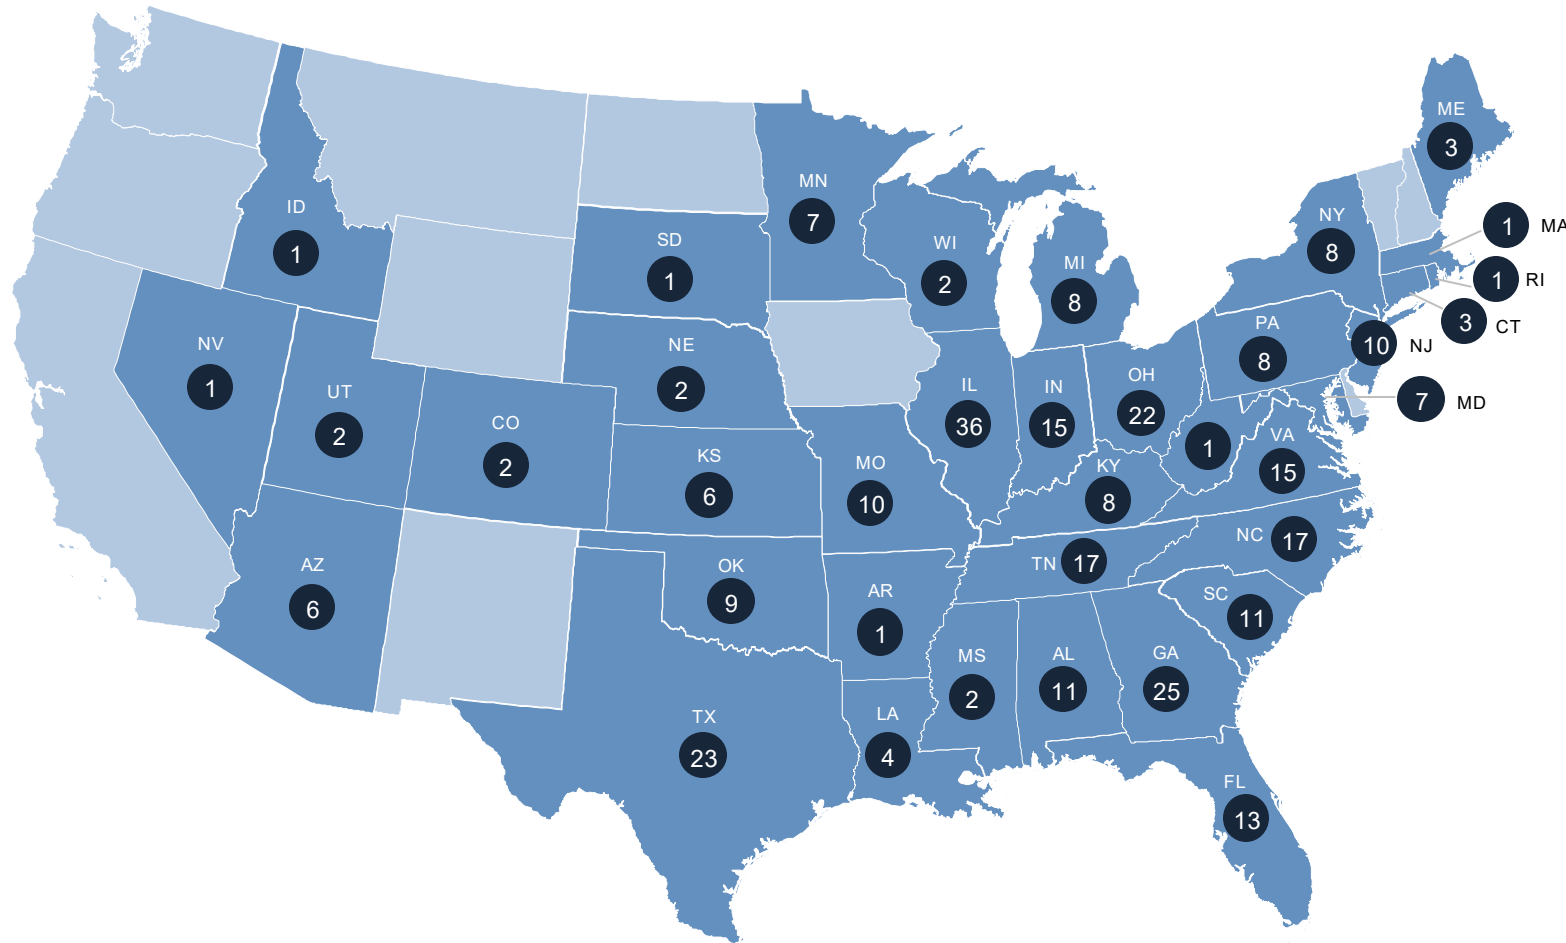 ME
3
MN
7
ID
1
NY
8
MA
1
SD
1
WI
2
MI
8
RI
1
CT
3
PA
8
NJ
10
NV
1
NE
2
UT
2
CO
2
IL
36
IN
15
OH
22
MD
7
1
VA
15
KS
6
MO
10
KY
8
NC
17
TN
17
AZ
6
OK
9
AR
1
SC
11
MS
2
AL
11
GA
25
TX
23
LA
4
FL
13